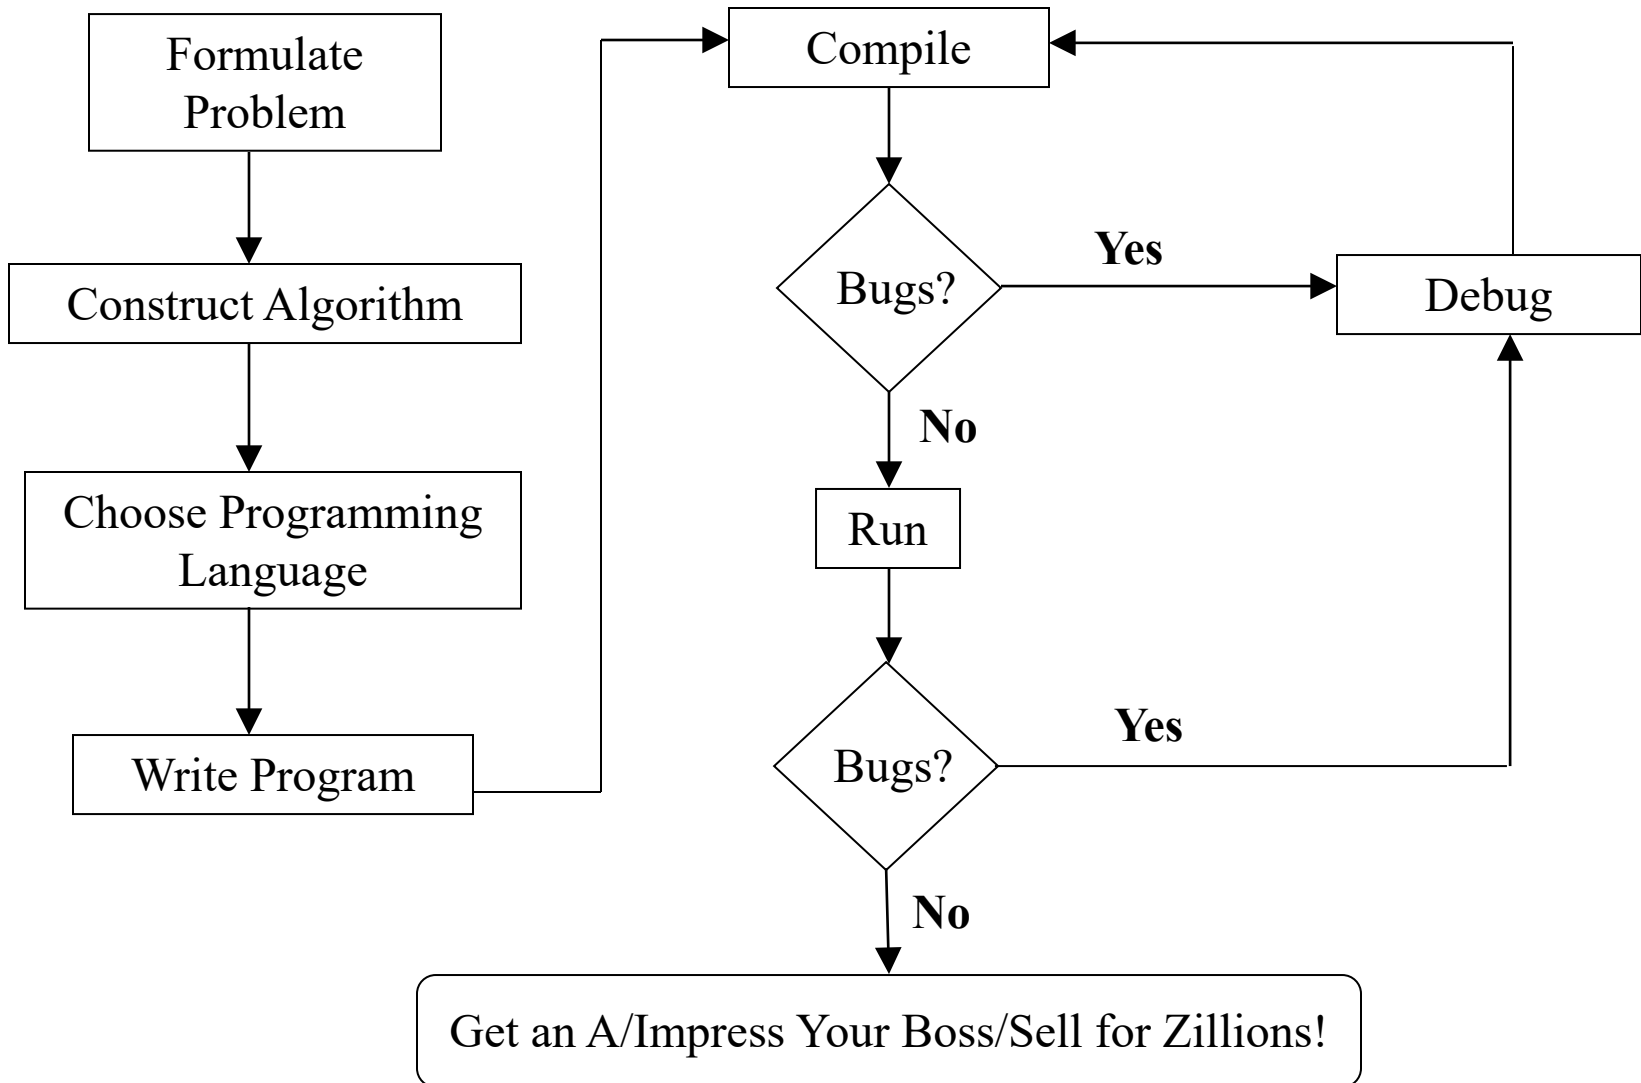 Formulate
Problem
Construct Algorithm
Choose Programming
Language
Write Program
Compile
Bugs?
Yes
Debug
No
Run
Bugs?
Yes
No
Get an A/Impress Your Boss/Sell for Zillions!